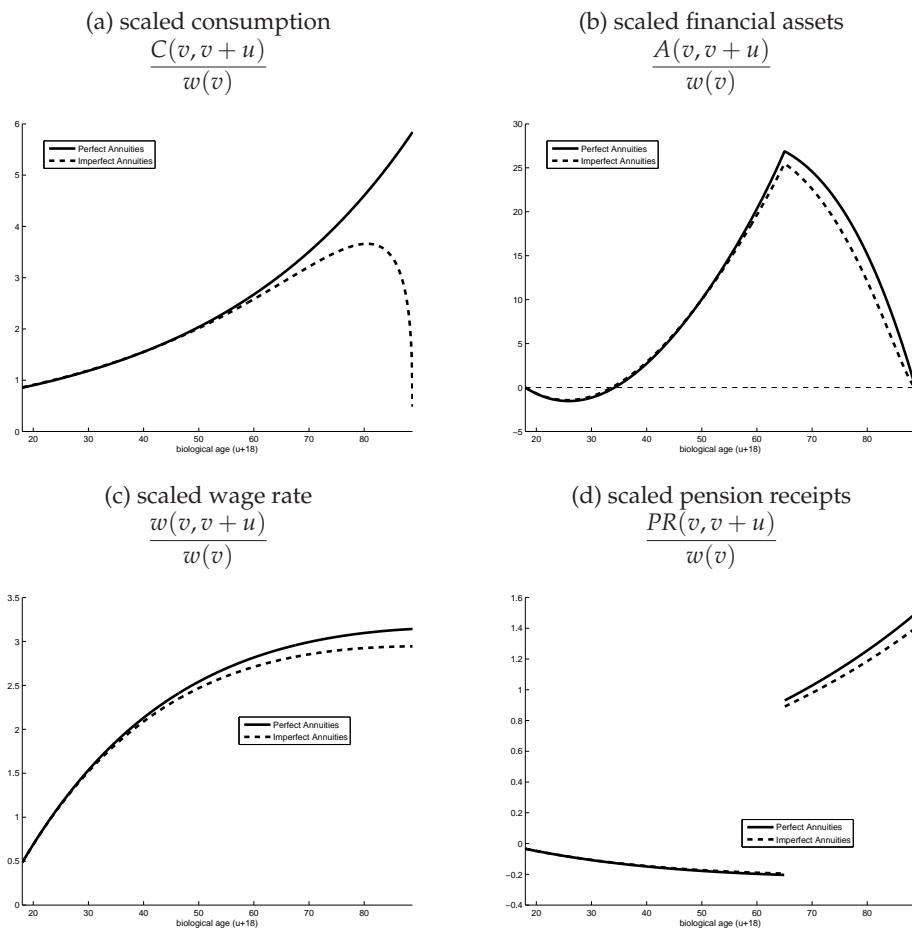 (a) scaled consumption
C(v, v + u)
w(v)
6
5
4
3
2
1
0
20 30 40 50 60 70 80
biological age (u+18)
Perfect Annuities
Imperfect Annuities
(b) scaled financial assets
A(v, v + u)
w(v)
30
25
20
15
10
5
0
−5
20 30 40 50 60 70 80
biological age (u+18)
Perfect Annuities
Imperfect Annuities
(c) scaled wage rate
w(v, v + u)
w(v)
3.5
3
2.5
2
1.5
1
0.5
0
20 30 40 50 60 70 80
biological age (u+18)
Perfect Annuities
Imperfect Annuities
(d) scaled pension receipts
PR(v, v + u)
w(v)
1.6
1.4
1.2
1
0.8
0.6
0.4
0.2
0
−0.2
−0.4
20 30 40 50 60 70 80
biological age (u+18)
Perfect Annuities
Imperfect Annuities